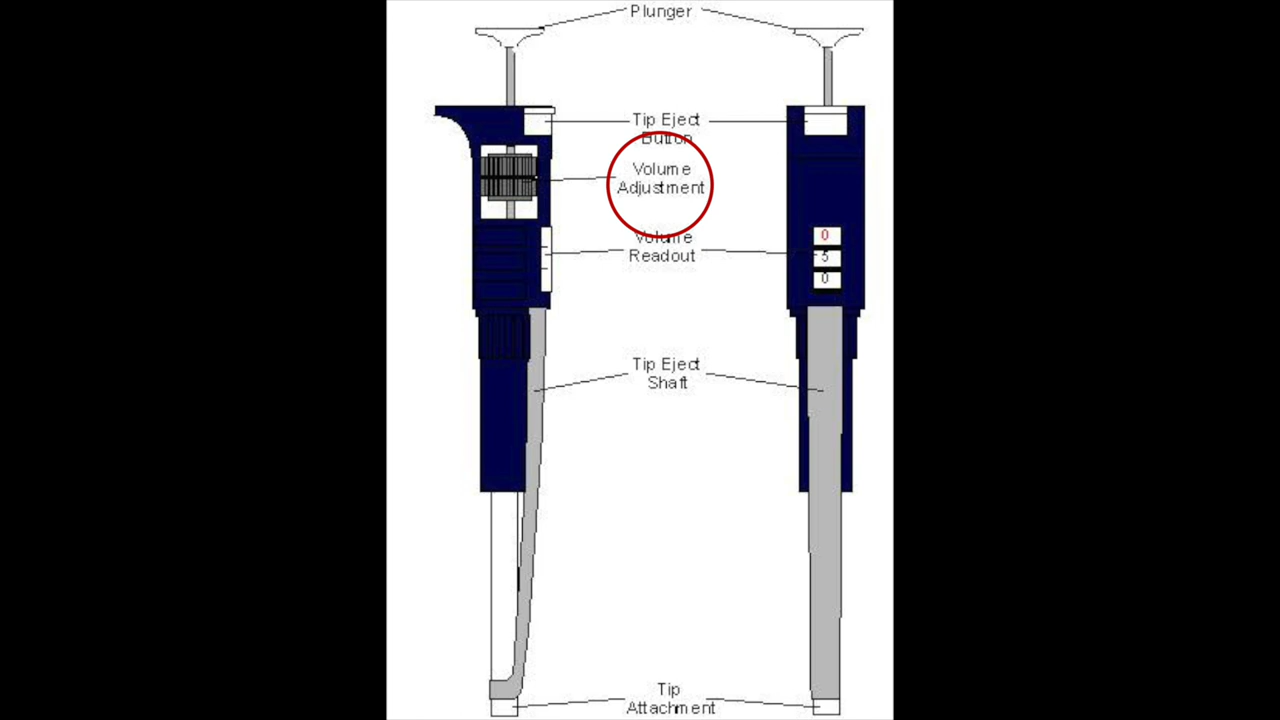 Plunger
Tip Eject
Button
Volume
Adjustment
Volume
Readout
0
5
0
Tip Eject
Shaft
Tip
Attachment